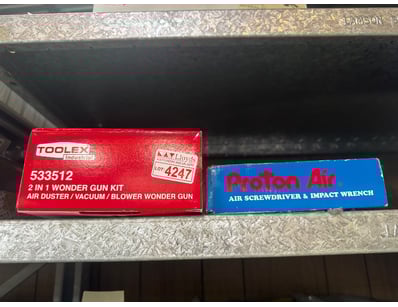 TOOLEX
533512
2 IN 1 WONDER GUN KIT
AIR DUSTER / VACUUM / BLOWER WONDER GUN
Lloyds
LOT 4247
Proton Air
AIR SCREWDRIVER & IMPACT WRENCH